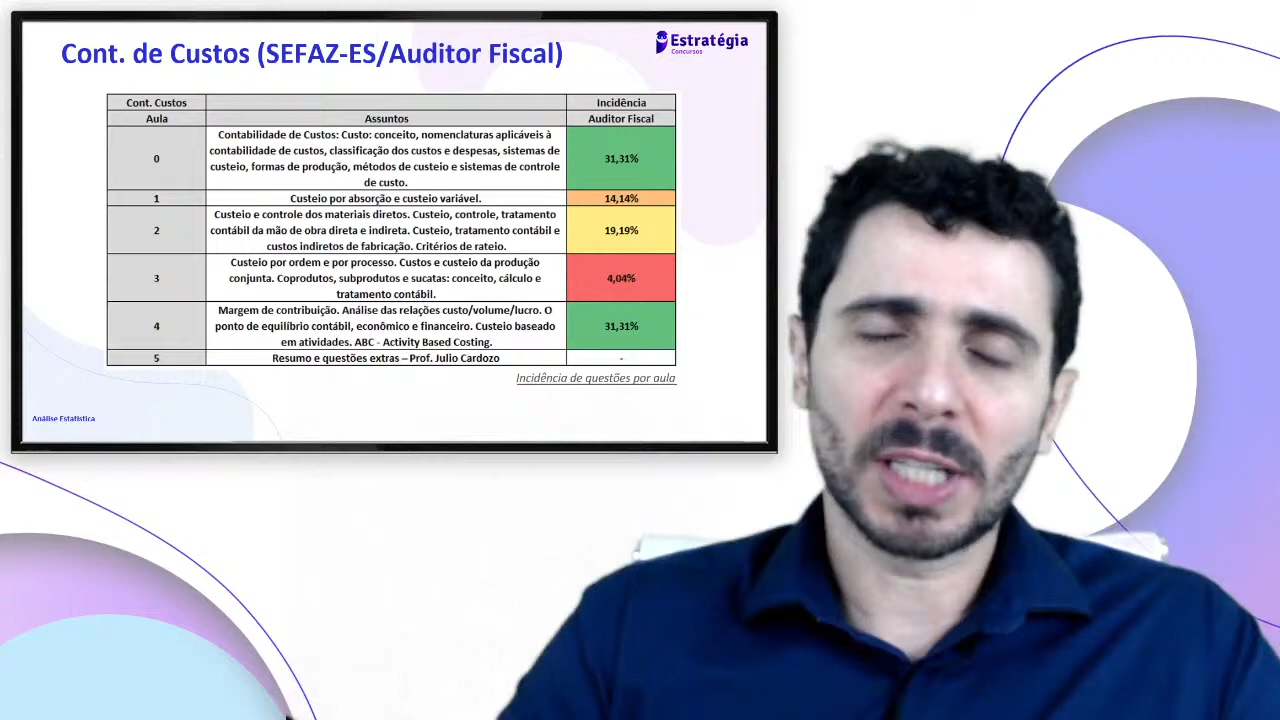 Cont. de Custos (SEFAZ-ES/Auditor Fiscal)
Estratégia
Concursos
Cont. Custos
Incidência
Aula
Assuntos
Auditor Fiscal
0
Contabilidade de Custos: Custo: conceito, nomenclaturas aplicáveis à
contabilidade de custos, classificação dos custos e despesas, sistemas de
custeio, formas de produção, métodos de custeio e sistemas de controle
de custo.
31,31%
1
Custeio por absorção e custeio variável.
14,14%
2
Custeio e controle dos materiais diretos. Custeio, controle, tratamento
contábil da mão de obra direta e indireta. Custeio, tratamento contábil e
custos indiretos de fabricação. Critérios de rateio.
19,19%
3
Custeio por ordem e por processo. Custos e custeio da produção
conjunta. Coprodutos, subprodutos e sucatas: conceito, cálculo e
tratamento contábil.
4,04%
4
Margem de contribuição. Análise das relações custo/volume/lucro. O
ponto de equilíbrio contábil, econômico e financeiro. Custeio baseado
em atividades. ABC - Activity Based Costing.
31,31%
5
Resumo e questões extras – Prof. Julio Cardozo
-
Incidência de questões por aula
Análise Estatística